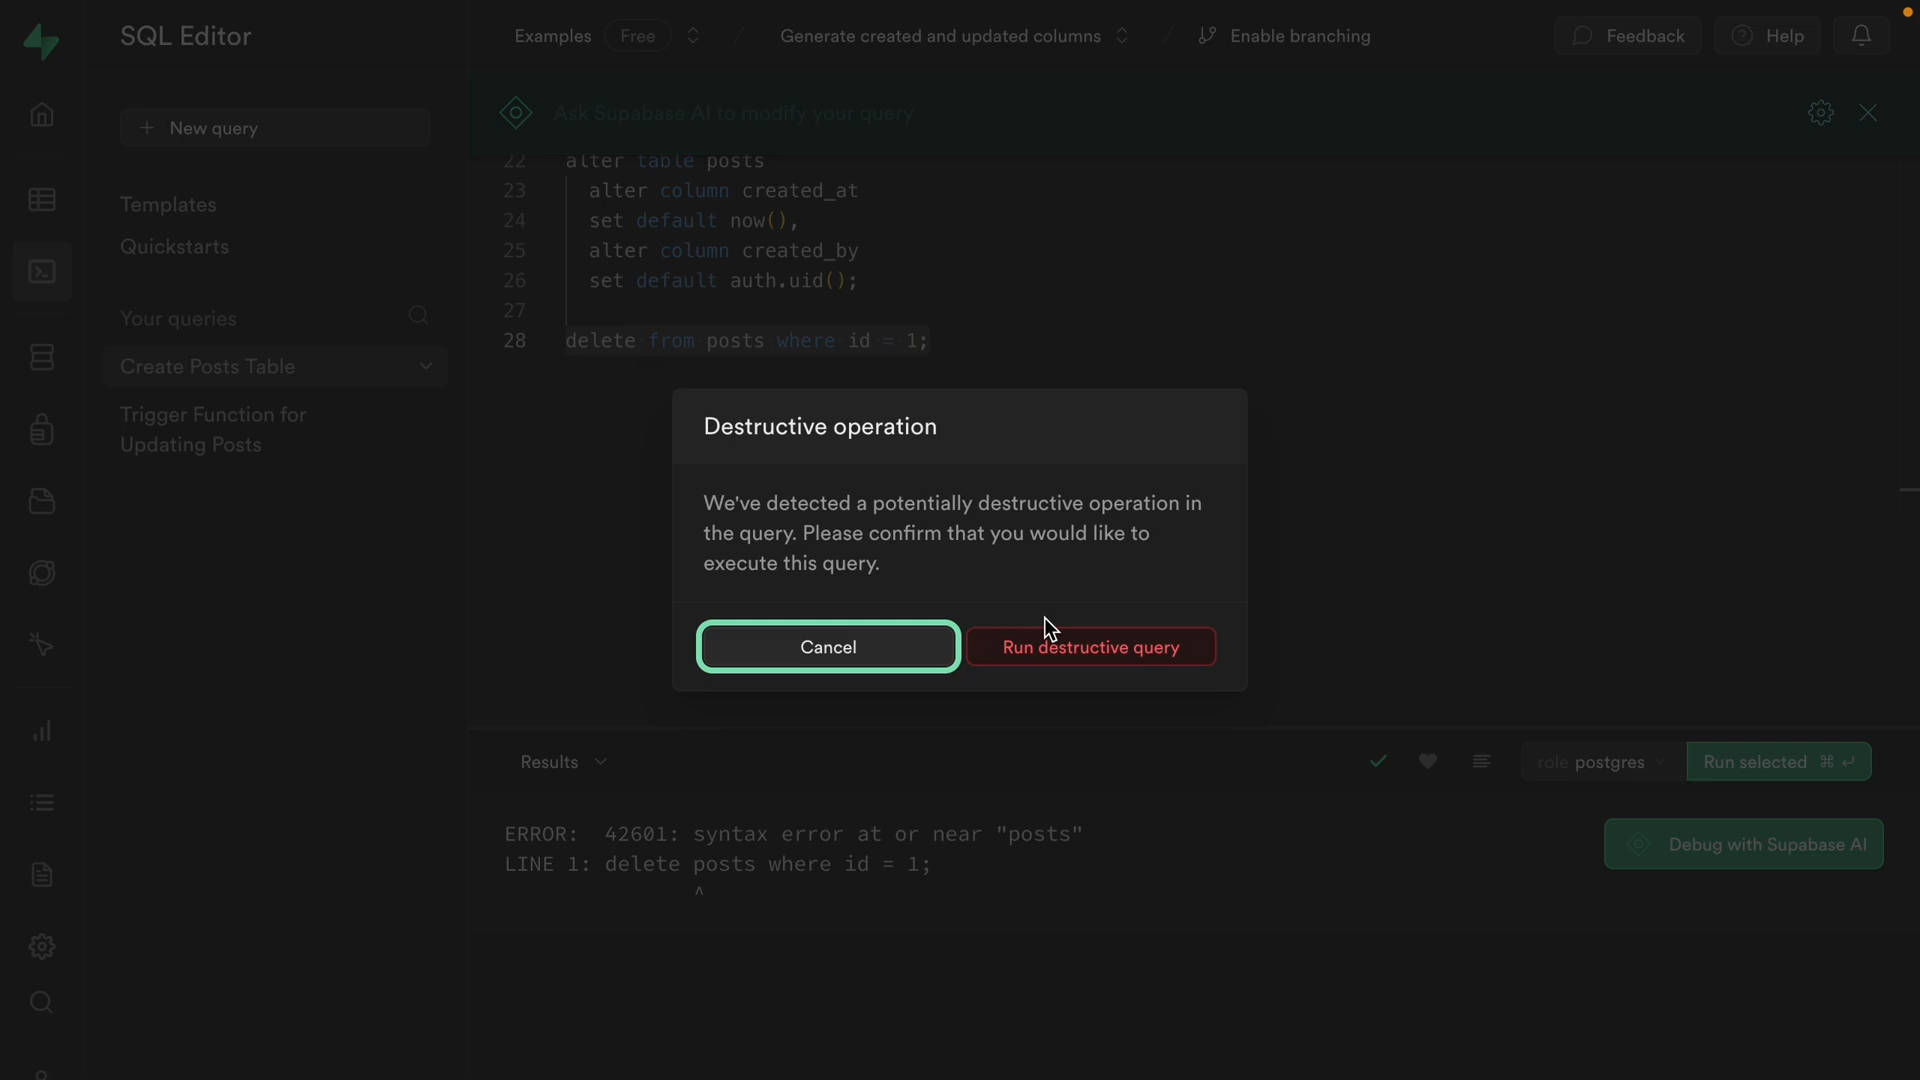 SQL Editor
Examples Free
Generate created and updated columns
Enable branching
Feedback
Help
New query
Ask Supabase AI to modify your query
Templates
Quickstarts
Your queries
Create Posts Table
Trigger Function for
Updating Posts
22 alter table posts
23 alter column created_at
24 set default now(),
25 alter column created_by
26 set default auth.uid();
27
28 delete from posts where id = 1;
Destructive operation
We've detected a potentially destructive operation in
the query. Please confirm that you would like to
execute this query.
Cancel
Run destructive query
Results
role postgres
Run selected ⌘ ↵
ERROR: 42601: syntax error at or near "posts"
LINE 1: delete posts where id = 1;
^
Debug with Supabase AI